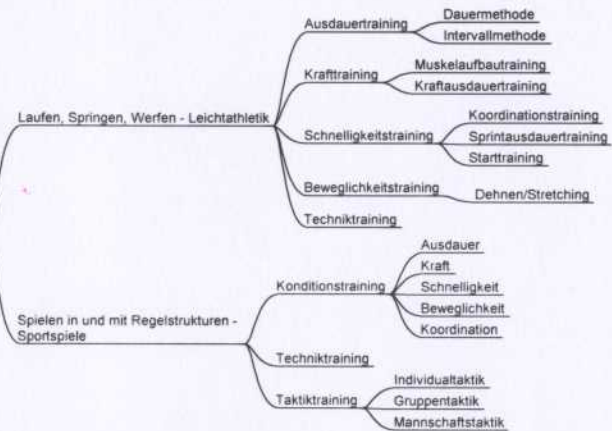 Laufen, Springen, Werfen - Leichtathletik
Ausdauertraining
Dauermethode
Intervallmethode
Krafttraining
Muskelaufbautraining
Kraftausdauertraining
Schnelligkeitstraining
Koordinationstraining
Sprintausdauertraining
Starttraining
Beweglichkeitstraining
Dehnen/Stretching
Techniktraining
Spielen in und mit Regelstrukturen -
Sportspiele
Konditionstraining
Ausdauer
Kraft
Schnelligkeit
Beweglichkeit
Koordination
Techniktraining
Taktiktraining
Individualtaktik
Gruppentaktik
Mannschaftstaktik